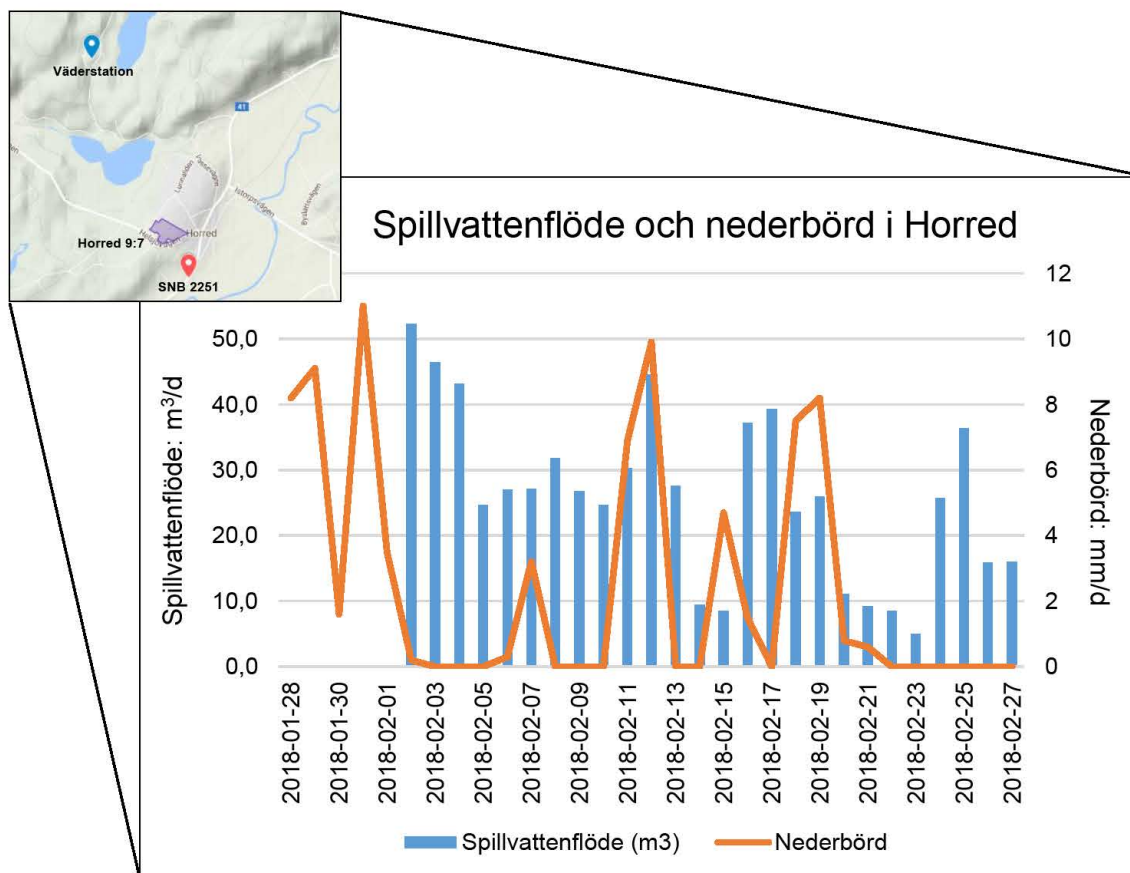 Väderstation
41
Lunnaliden
Istorpsvägen
Horred 9:7
Horred
SNB 2251
Spillvattenflöde och nederbörd i Horred
Spillvattenflöde: m³/d
50,0
40,0
30,0
20,0
10,0
0,0
12
10
8
6
4
2
0
Nederbörd: mm/d
2018-01-28
2018-01-30
2018-02-01
2018-02-03
2018-02-05
2018-02-07
2018-02-09
2018-02-11
2018-02-13
2018-02-15
2018-02-17
2018-02-19
2018-02-21
2018-02-23
2018-02-25
2018-02-27
Spillvattenflöde (m3)
Nederbörd